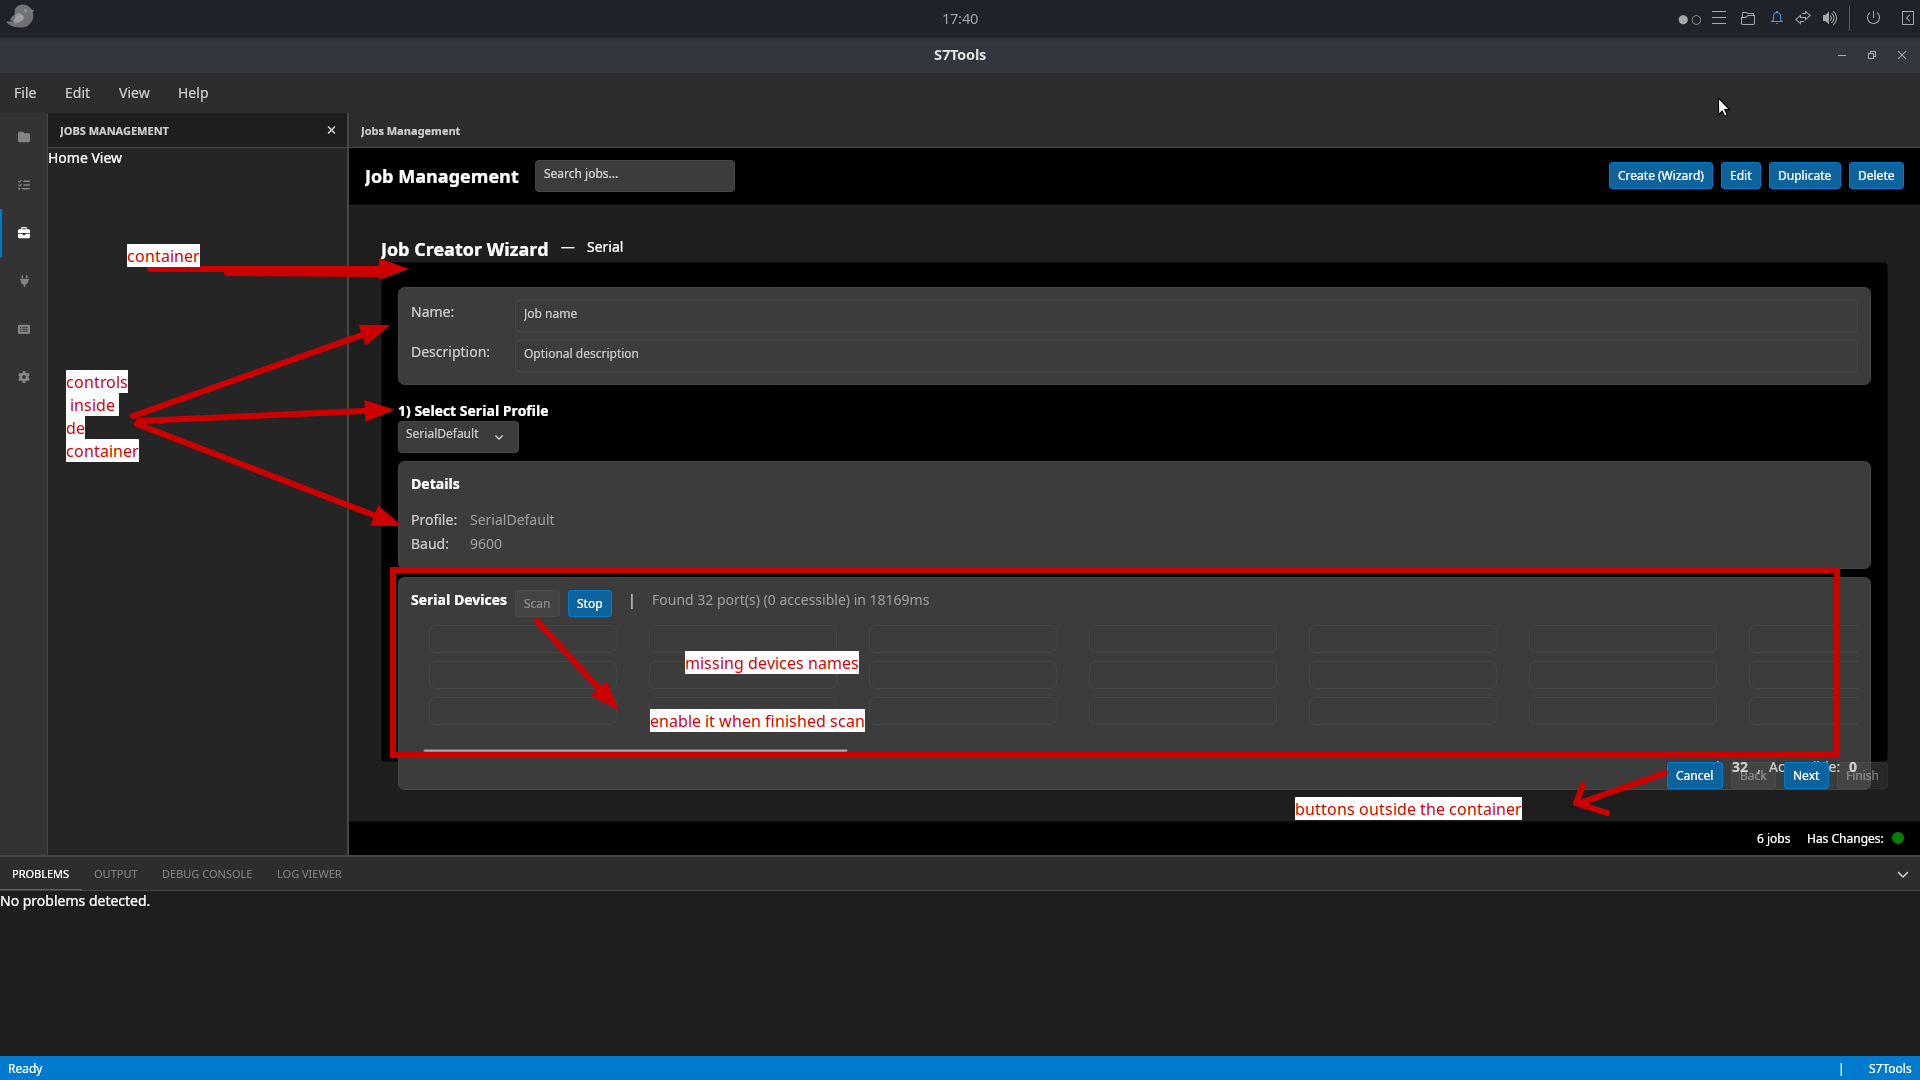 17:40
S7Tools
File Edit View Help
JOBS MANAGEMENT
Jobs Management
Home View
Job Management
Search jobs...
Create (Wizard) Edit Duplicate Delete
Job Creator Wizard — Serial
container
Name: Job name
Description: Optional description
controls
inside
de
container
1) Select Serial Profile
SerialDefault
Details
Profile: SerialDefault
Baud: 9600
Serial Devices Scan Stop | Found 32 port(s) (0 accessible) in 18169ms
missing devices names
enable it when finished scan
32 , 0
Cancel Back Next Finish
buttons outside the container
6 jobs Has Changes:
PROBLEMS OUTPUT DEBUG CONSOLE LOG VIEWER
No problems detected.
Ready | S7Tools